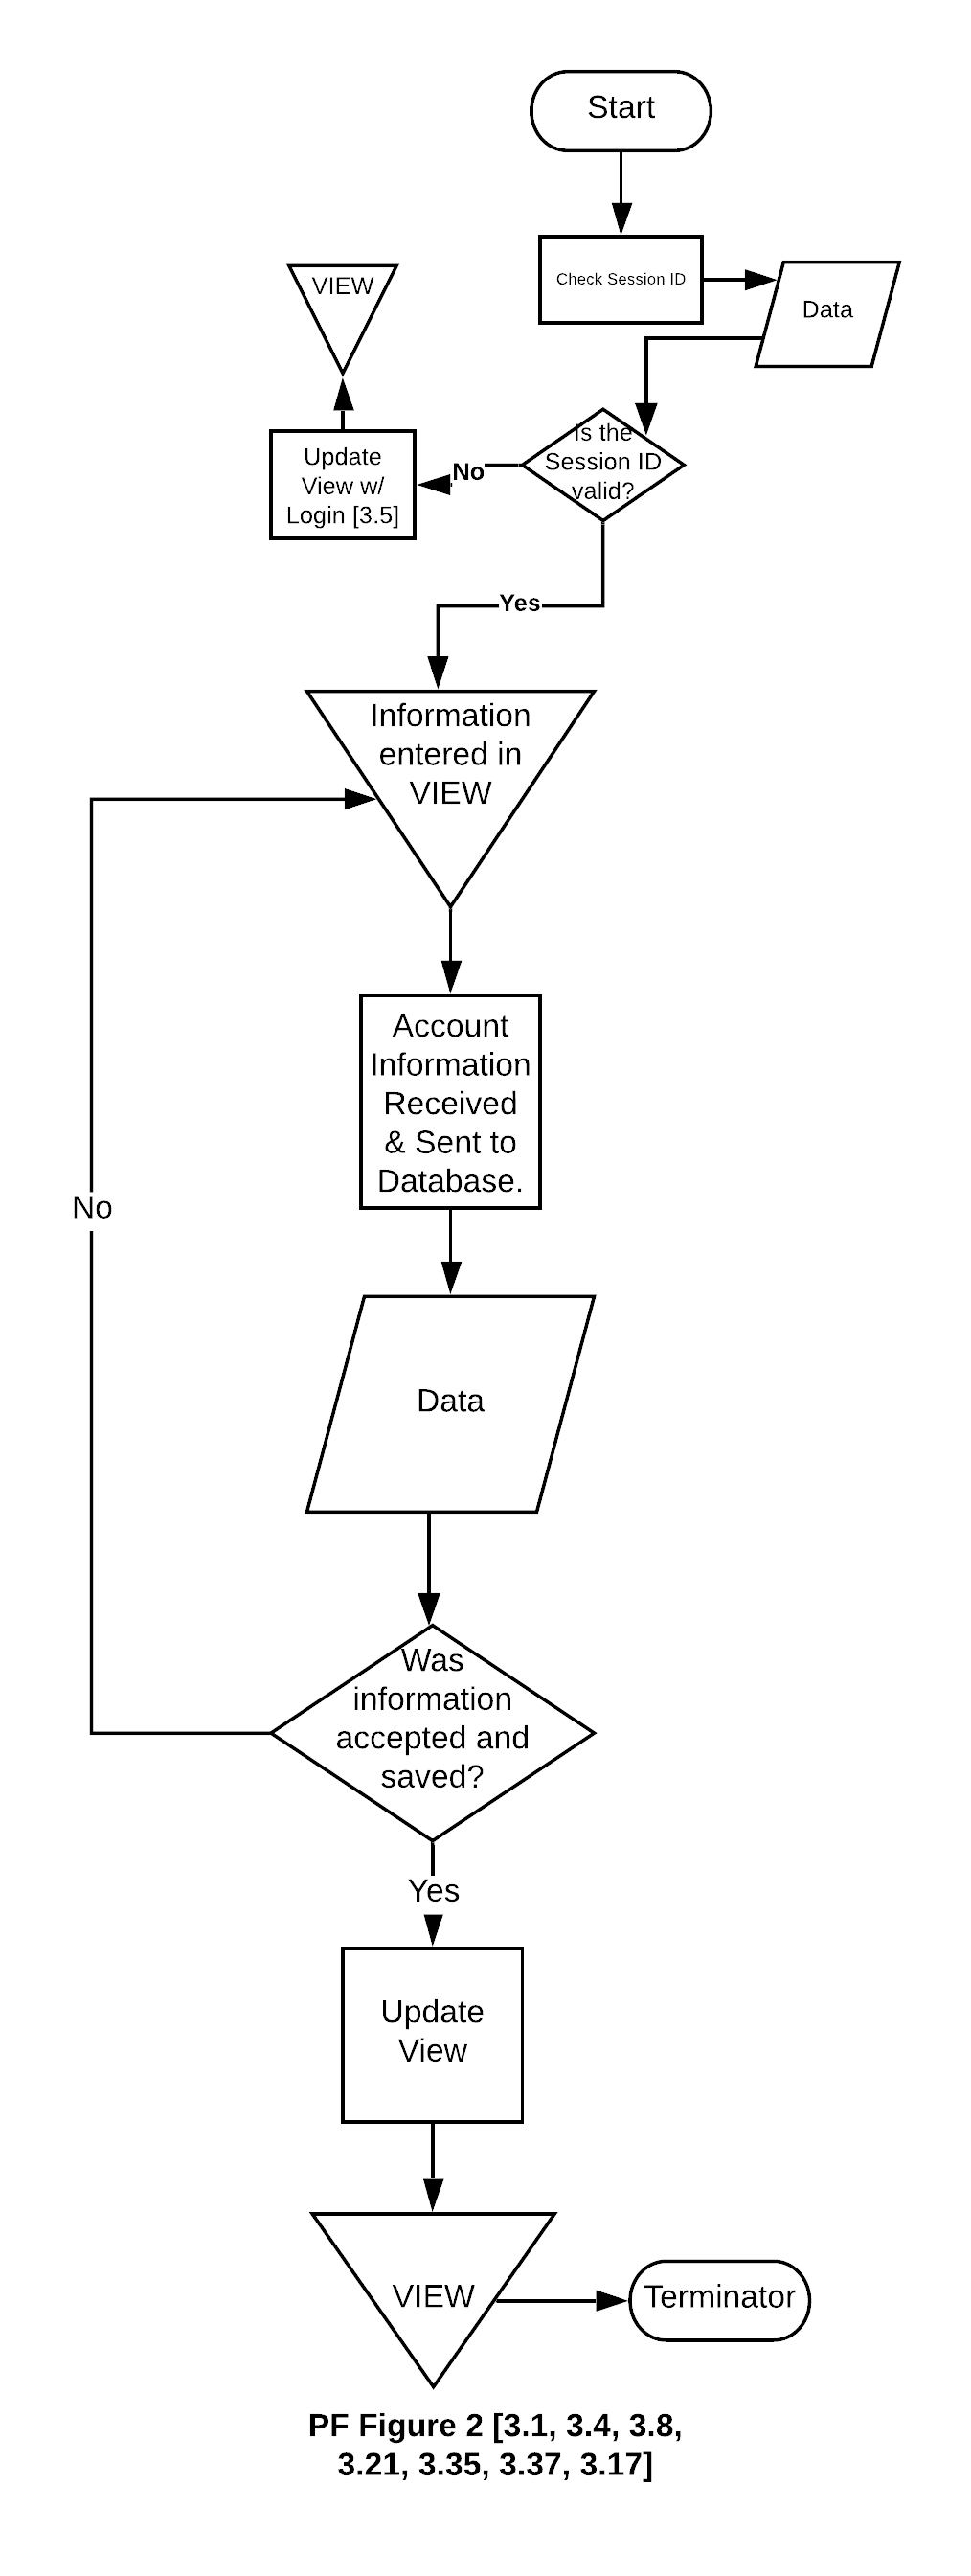 Start
Check Session ID
Data
VIEW
Is the
Session ID
valid?
No
Update
View w/
Login [3.5]
Yes
Information
entered in
VIEW
Account
Information
Received
& Sent to
Database.
No
Data
Was
information
accepted and
saved?
Yes
Update
View
VIEW
Terminator
PF Figure 2 [3.1, 3.4, 3.8,
3.21, 3.35, 3.37, 3.17]